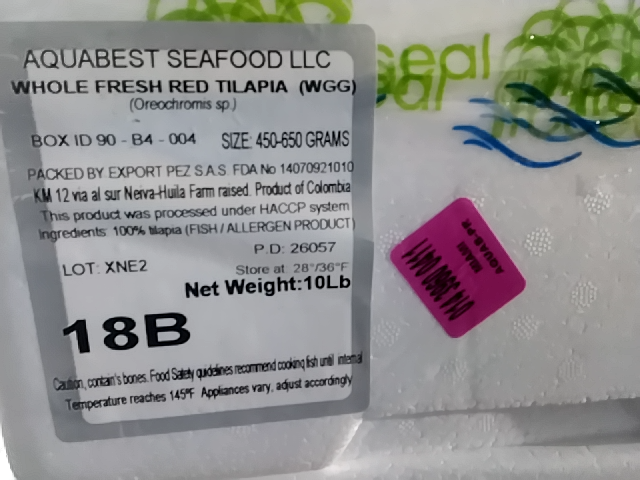 AQUABEST SEAFOOD LLC
WHOLE FRESH RED TILAPIA (WGG)
(Oreochromis sp.)
BOX ID 90 - B4 - 004 SIZE: 450-650 GRAMS
PACKED BY EXPORT PEZ S.A.S. FDA No 14070921010
KM 12 via al sur Neiva-Huila Farm raised. Product of Colombia
This product was processed under HACCP system
Ingredients: 100% tilapia (FISH / ALLERGEN PRODUCT)
P.D: 26057
LOT: XNE2
Store at: 28°/36°F
Net Weight:10Lb
18B
Caution, contain's bones. Food Safety guidelines recommend cooking fish until internal
Temperature reaches 145°F Appliances vary, adjust accordingly
seal
MIAMI